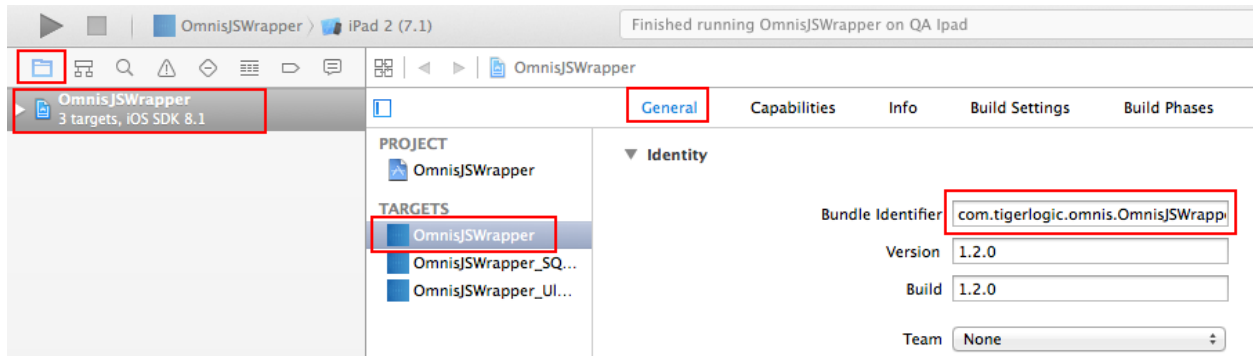 OmnisJSWrapper iPad 2 (7.1) Finished running OmnisJSWrapper on QA Ipad
OmnisJSWrapper
OmnisJSWrapper
3 targets, iOS SDK 8.1
General Capabilities Info Build Settings Build Phases
PROJECT
OmnisJSWrapper
TARGETS
OmnisJSWrapper
OmnisJSWrapper_SQ...
OmnisJSWrapper_UI...
Identity
Bundle Identifier com.tigerlogic.omnis.OmnisJSWrapp
Version 1.2.0
Build 1.2.0
Team None